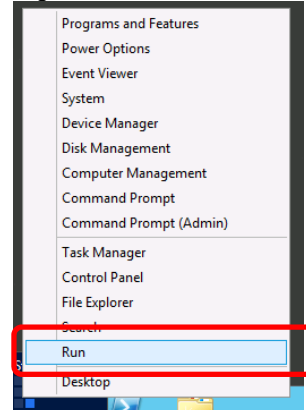 Programs and Features
Power Options
Event Viewer
System
Device Manager
Disk Management
Computer Management
Command Prompt
Command Prompt (Admin)
Task Manager
Control Panel
File Explorer
Search
Run
Desktop